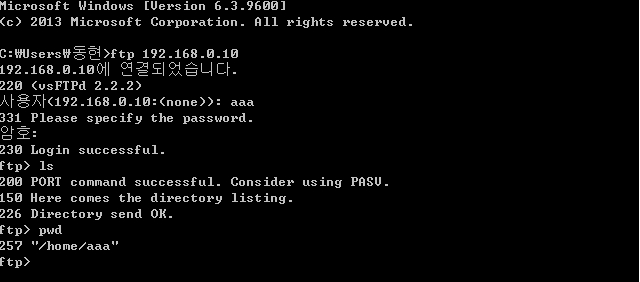 Microsoft Windows [Version 6.3.9600]
(c) 2013 Microsoft Corporation. All rights reserved.
C:₩Users₩동현>ftp 192.168.0.10
192.168.0.10에 연결되었습니다.
220 (vsFTPd 2.2.2)
사용자(192.168.0.10:(none)): aaa
331 Please specify the password.
암호:
230 Login successful.
ftp> ls
200 PORT command successful. Consider using PASV.
150 Here comes the directory listing.
226 Directory send OK.
ftp> pwd
257 "/home/aaa"
ftp>